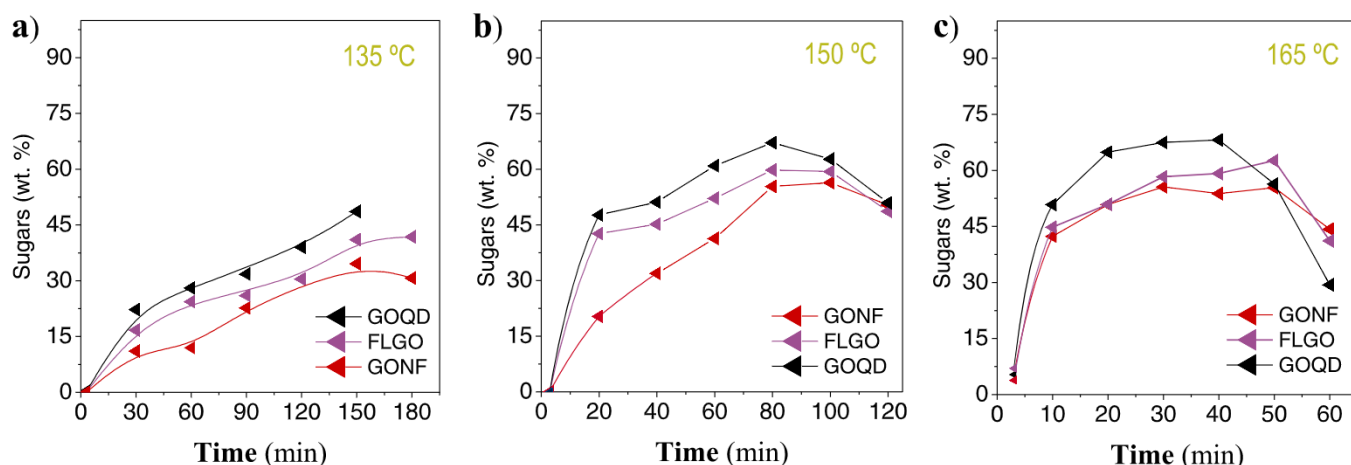 a)
135 ºC
Sugars (wt. %)
90
75
60
45
30
15
0
GOQD
FLGO
GONF
0 30 60 90 120 150 180
Time (min)
b)
150 ºC
Sugars (wt. %)
90
75
60
45
30
15
0
GONF
FLGO
GOQD
0 20 40 60 80 100 120
Time (min)
c)
165 ºC
Sugars (wt. %)
90
75
60
45
30
15
0
GONF
FLGO
GOQD
0 10 20 30 40 50 60
Time (min)